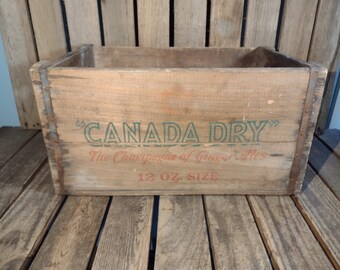 "CANADA DRY"
The Champagne of Ginger Ales
12 OZ. SIZE